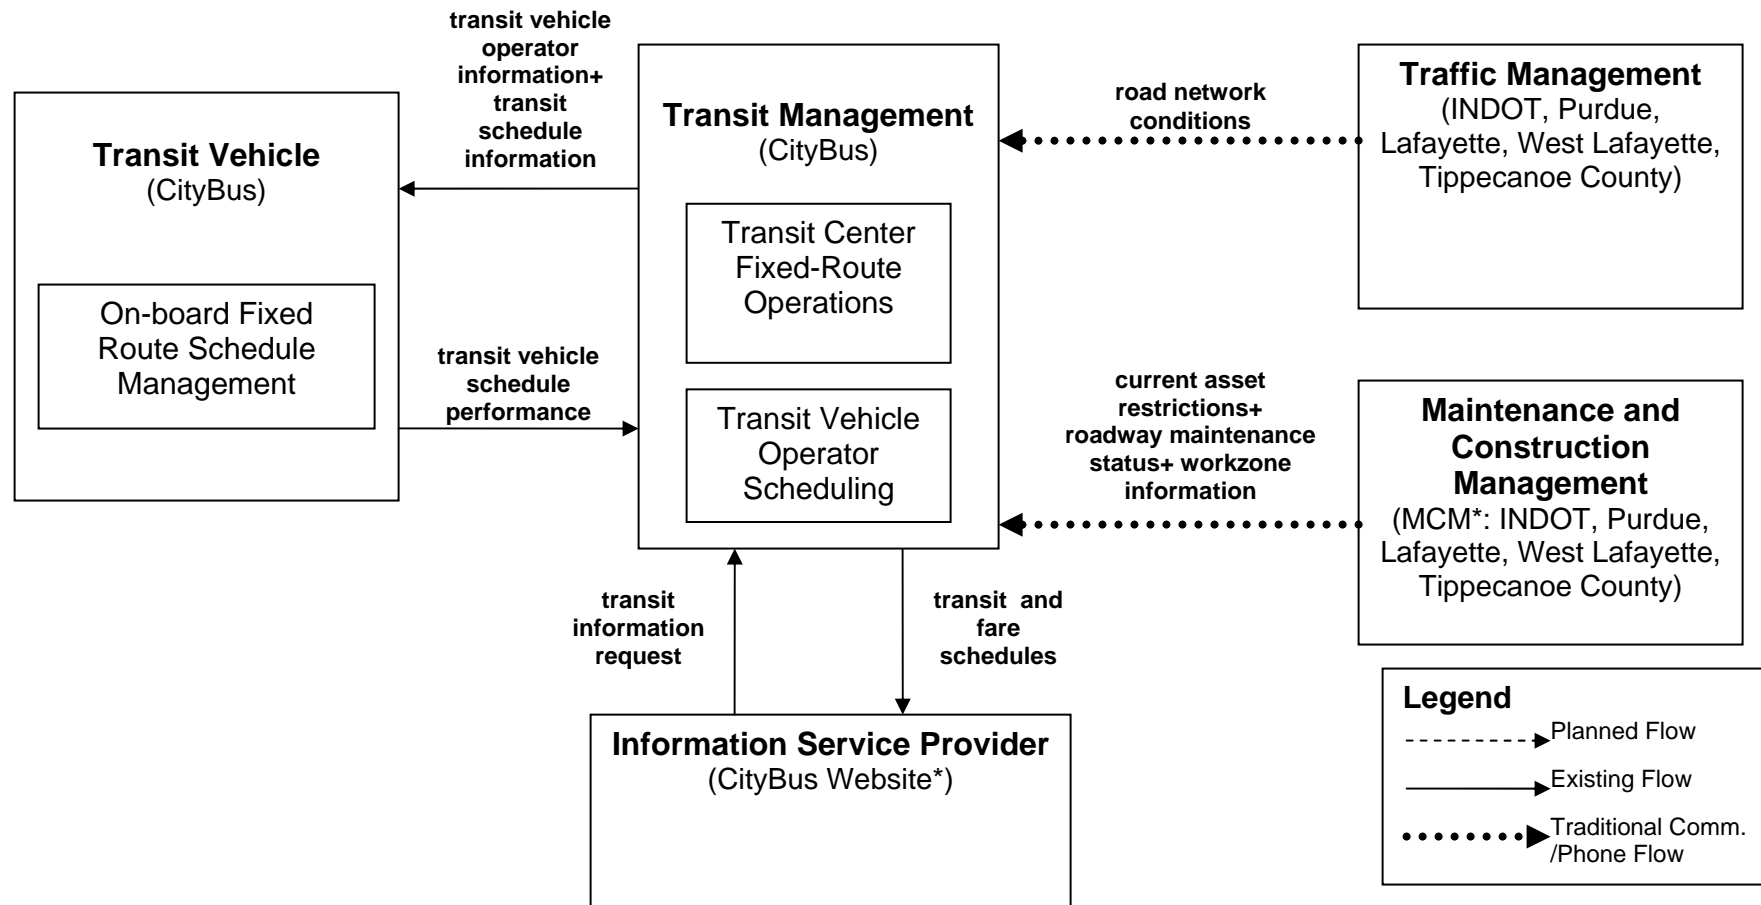 transit vehicle
operator
information+
transit
schedule
information
Transit Vehicle
(CityBus)
On-board Fixed
Route Schedule
Management
transit vehicle
schedule
performance
Transit Management
(CityBus)
Transit Center
Fixed-Route
Operations
Transit Vehicle
Operator
Scheduling
road network
conditions
Traffic Management
(INDOT, Purdue,
Lafayette, West Lafayette,
Tippecanoe County)
current asset
restrictions+
roadway maintenance
status+ workzone
information
Maintenance and
Construction
Management
(MCM*: INDOT, Purdue,
Lafayette, West Lafayette,
Tippecanoe County)
transit
information
request
transit and
fare
schedules
Information Service Provider
(CityBus Website*)
Legend
Planned Flow
Existing Flow
Traditional Comm.
/Phone Flow